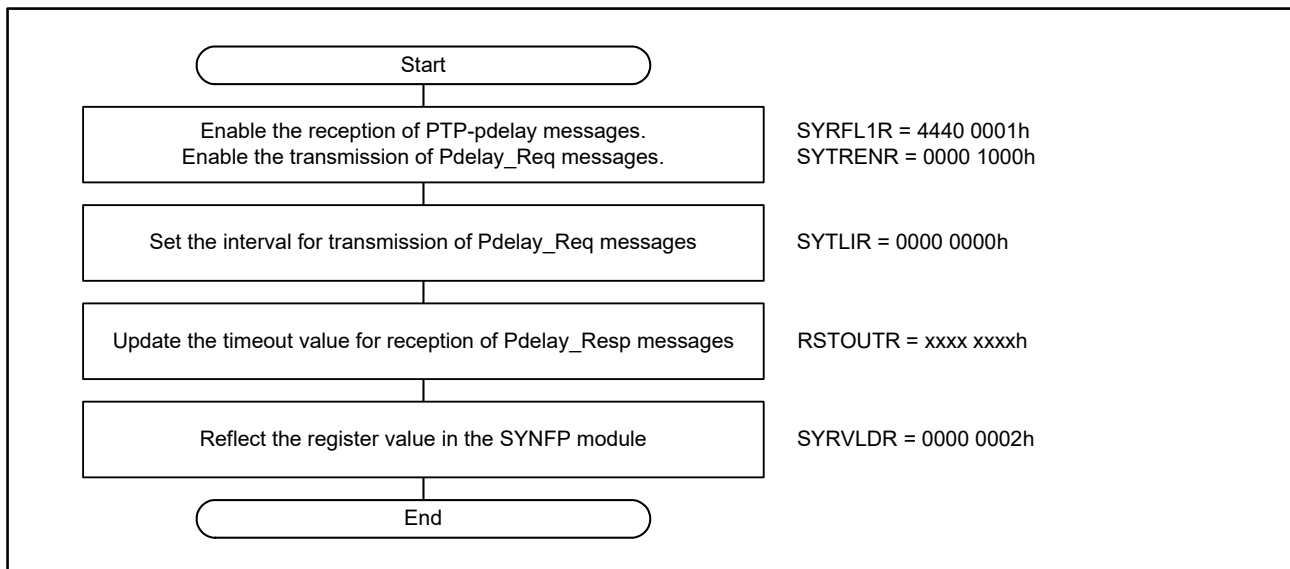 Start
Enable the reception of PTP-pdelay messages.
Enable the transmission of Pdelay_Req messages.
SYRFL1R = 4440 0001h
SYTRENR = 0000 1000h
Set the interval for transmission of Pdelay_Req messages
SYTLIR = 0000 0000h
Update the timeout value for reception of Pdelay_Resp messages
RSTOUTR = xxxx xxxxh
Reflect the register value in the SYNFP module
SYRVLDR = 0000 0002h
End